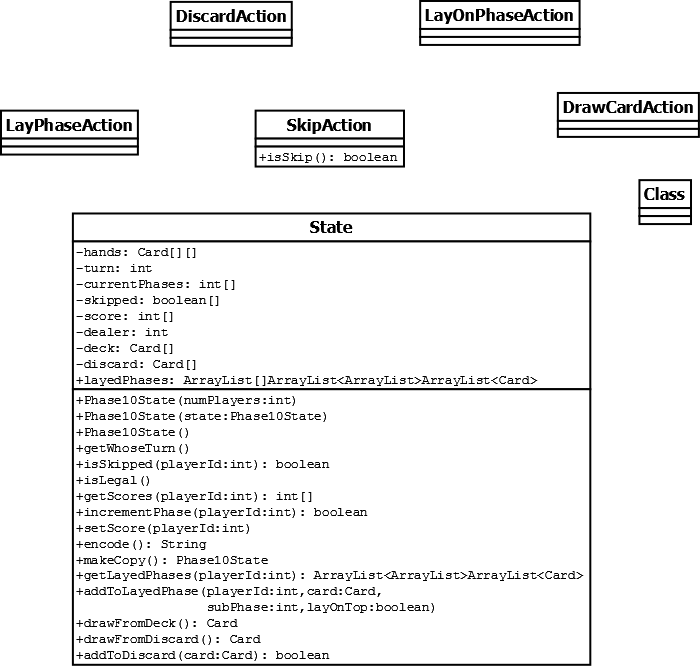 DiscardAction
LayOnPhaseAction
LayPhaseAction
SkipAction
+isSkip(): boolean
DrawCardAction
Class
State
-hands: Card[][]
-turn: int
-currentPhases: int[]
-skipped: boolean[]
-score: int[]
-dealer: int
-deck: Card[]
-discard: Card[]
+layedPhases: ArrayList[]ArrayList<ArrayList>ArrayList<Card>
+Phase10State(numPlayers:int)
+Phase10State(state:Phase10State)
+Phase10State()
+getWhoseTurn()
+isSkipped(playerId:int): boolean
+isLegal()
+getScores(playerId:int): int[]
+incrementPhase(playerId:int): boolean
+setScore(playerId:int)
+encode(): String
+makeCopy(): Phase10State
+getLayedPhases(playerId:int): ArrayList<ArrayList>ArrayList<Card>
+addToLayedPhase(playerId:int,card:Card,
subPhase:int,layOnTop:boolean)
+drawFromDeck(): Card
+drawFromDiscard(): Card
+addToDiscard(card:Card): boolean